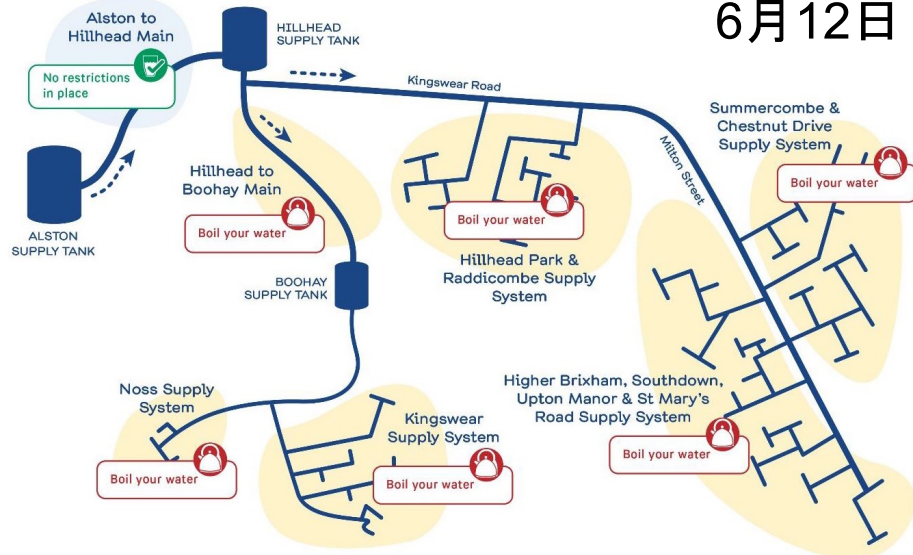 6月12日
Alston to
Hillhead Main
No restrictions
in place
HILLHEAD
SUPPLY TANK
Kingswear Road
ALSTON
SUPPLY TANK
Hillhead to
Boohay Main
Boil your water
BOOHAY
SUPPLY TANK
Boil your water
Hillhead Park &
Raddicombe Supply
System
Milton Street
Summercombe &
Chestnut Drive
Supply System
Boil your water
Noss Supply
System
Boil your water
Kingswear
Supply System
Boil your water
Higher Brixham, Southdown,
Upton Manor & St Mary's
Road Supply System
Boil your water